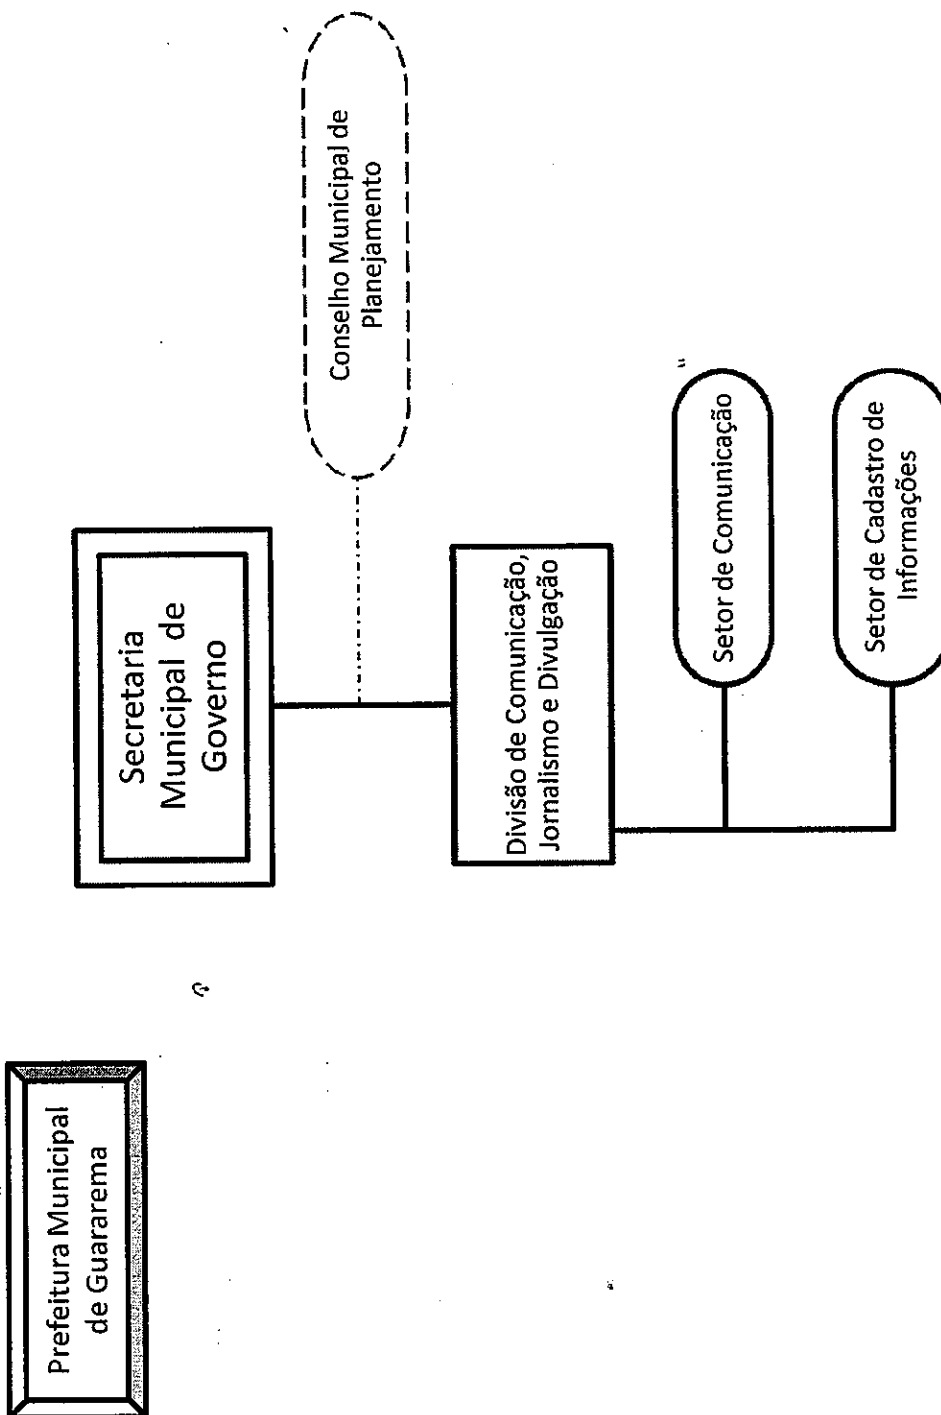 Prefeitura Municipal
de Guararema
Secretaria
Municipal de
Governo
Conselho Municipal de
Planejamento
Divisão de Comunicação,
Jornalismo e Divulgação
Setor de Comunicação
Setor de Cadastro de
Informações